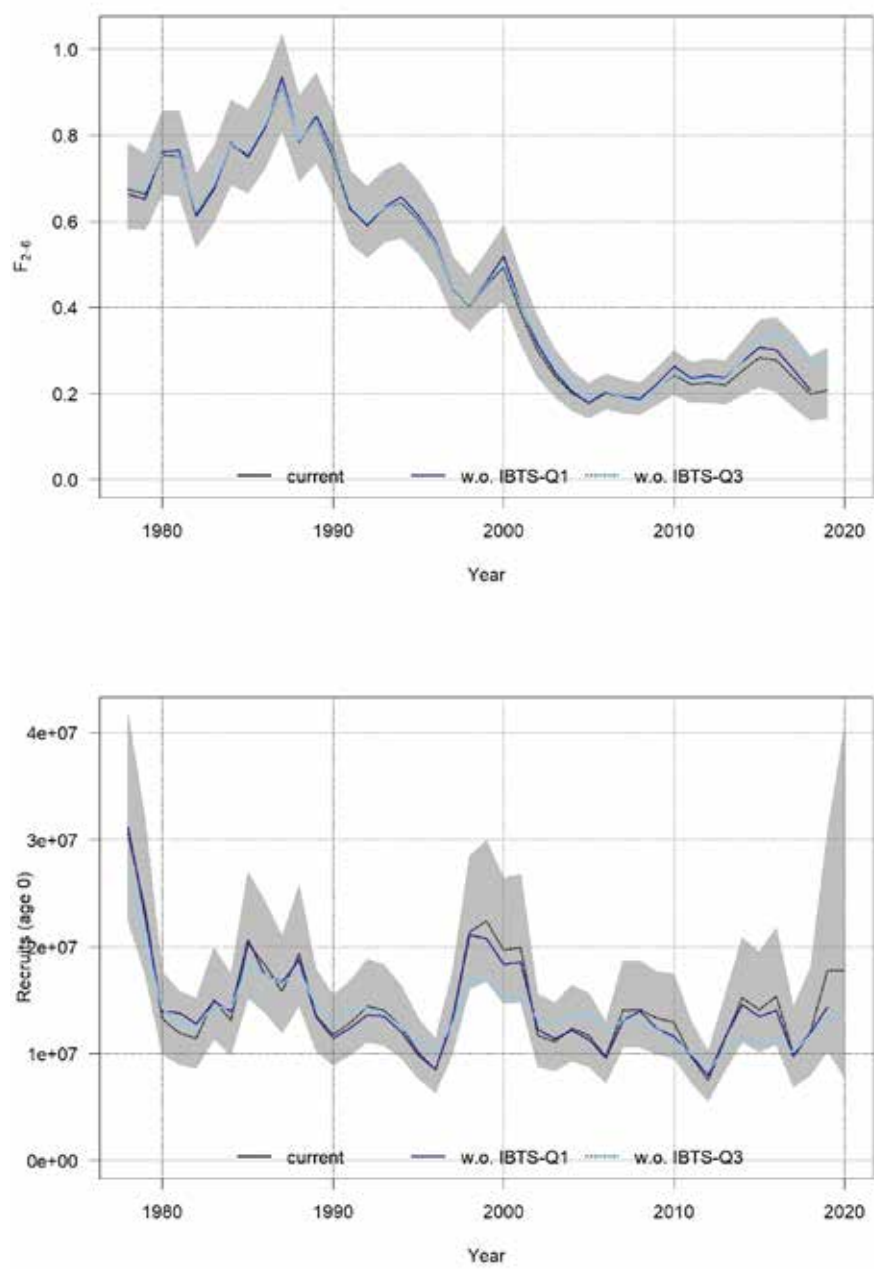 1.0
0.8
0.6
0.4
0.2
0.0
F2-6
current w.o. IBTS-Q1 w.o. IBTS-Q3
1980 1990 2000 2010 2020
Year
4e+07
3e+07
2e+07
1e+07
0e+00
Recruits (age 0)
current w.o. IBTS-Q1 w.o. IBTS-Q3
1980 1990 2000 2010 2020
Year